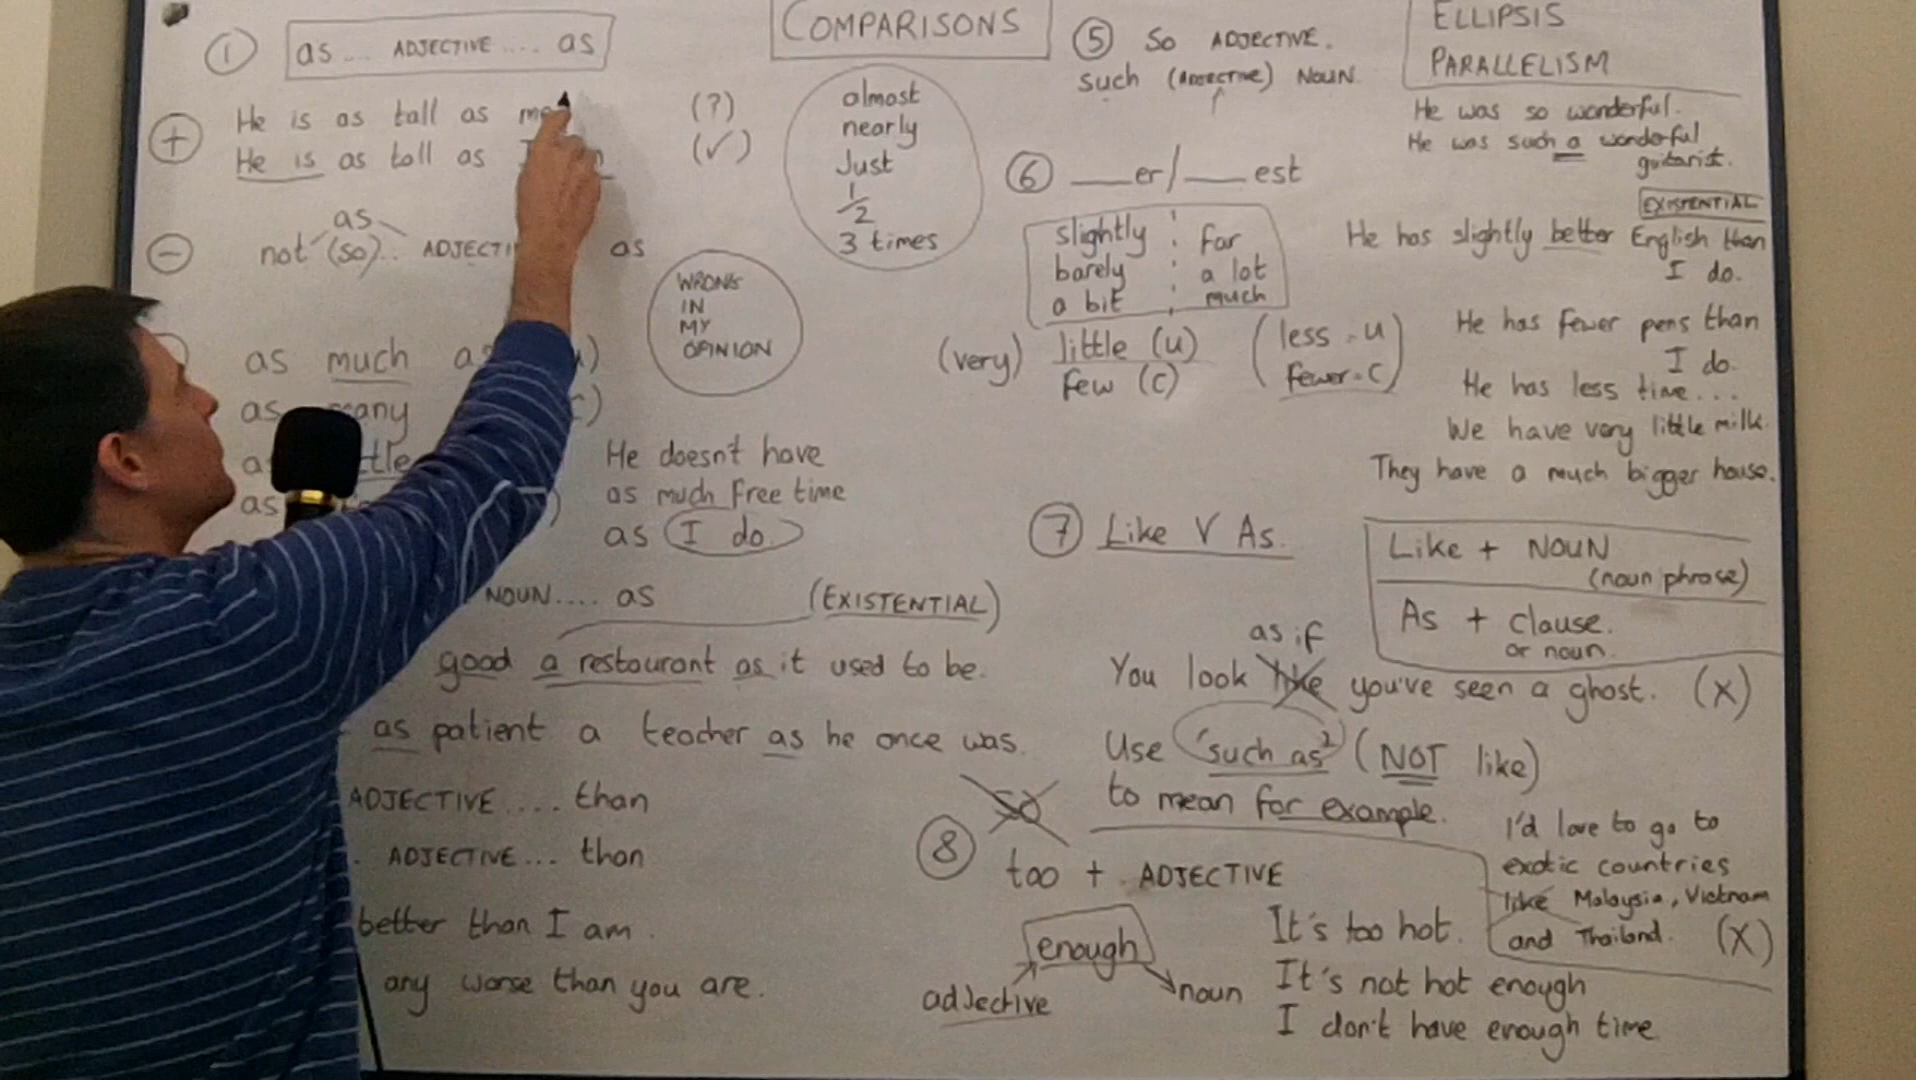 COMPARISONS
① as .... ADJECTIVE .... as
+ He is as tall as me (?)
He is as tall as (✓)
as
- not (so).. as
as much
as many
as
as
He doesn't have
as much free time
as I do.
NOUN.... as (EXISTENTIAL)
good a restaurant as it used to be.
as patient a teacher as he once was.
ADJECTIVE .... than
. ADJECTIVE ... than
better than I am.
any worse than you are.
almost
nearly
Just
1/2
3 times
WRONG
IN
MY
OPINION
⑤ So ADJECTIVE.
such (ADJECTIVE) NOUN.
ELLIPSIS
PARALLELISM
He was so wonderful.
He was such a wonderful
guitarist.
⑥ ___er/___est
slightly far
barely a lot
a bit much
(very) little (u) (less - u
few (c) fewer - c)
EXISTENTIAL
He has slightly better English than
I do.
He has fewer pens than
I do.
He has less time...
We have very little milk.
They have a much bigger house.
⑦ Like V As.
Like + NOUN
(noun phrase)
As + clause.
or noun.
as if
You look like you've seen a ghost. (X)
Use 'such as' (NOT like)
to mean for example.
I'd love to go to
exotic countries
like Malaysia, Vietnam
and Thailand. (X)
so
⑧ too + ADJECTIVE
enough
adjective noun
It's too hot.
It's not hot enough
I don't have enough time